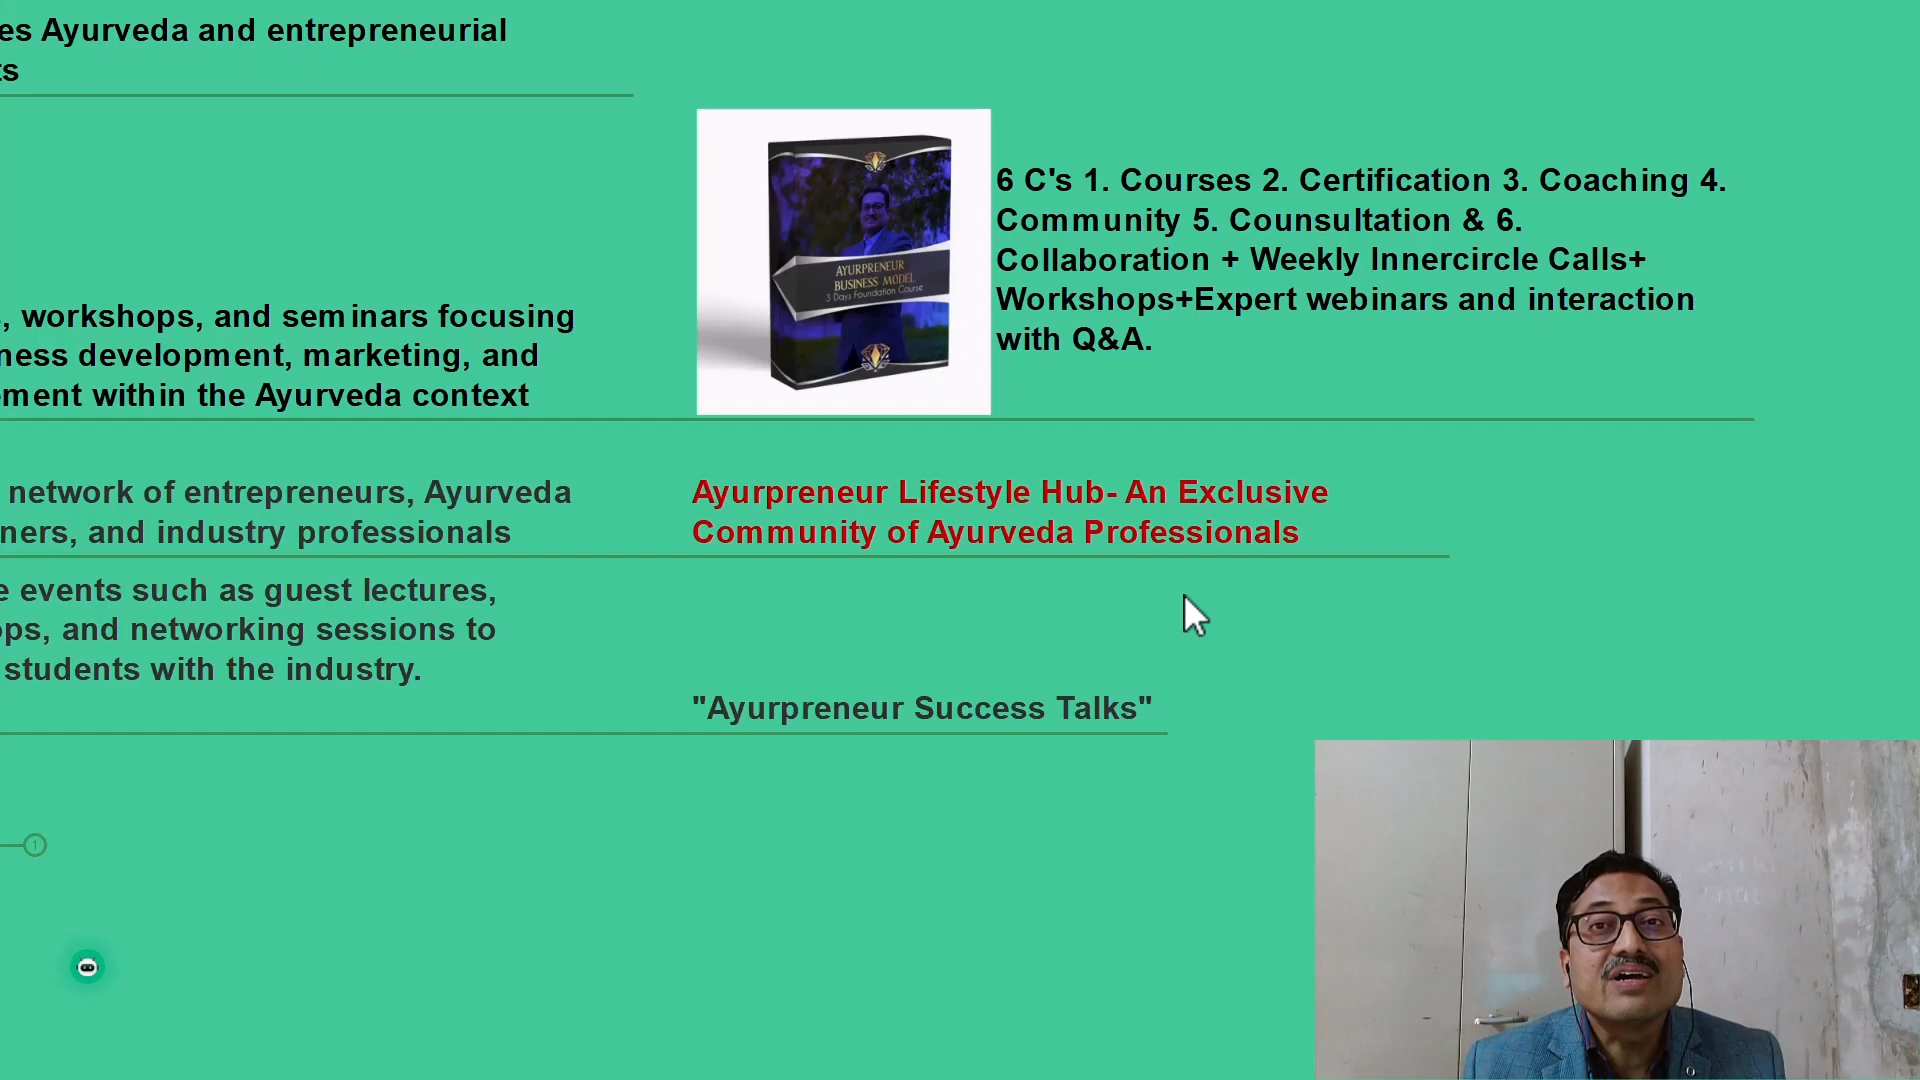 es Ayurveda and entrepreneurial
ts
AYURPRENEUR
BUSINESS MODEL
3 Days Foundation Course
6 C's 1. Courses 2. Certification 3. Coaching 4.
Community 5. Counsultation & 6.
Collaboration + Weekly Innercircle Calls+
Workshops+Expert webinars and interaction
with Q&A.
, workshops, and seminars focusing
ness development, marketing, and
ement within the Ayurveda context
network of entrepreneurs, Ayurveda
ners, and industry professionals
Ayurpreneur Lifestyle Hub- An Exclusive
Community of Ayurveda Professionals
e events such as guest lectures,
ops, and networking sessions to
students with the industry.
"Ayurpreneur Success Talks"
1